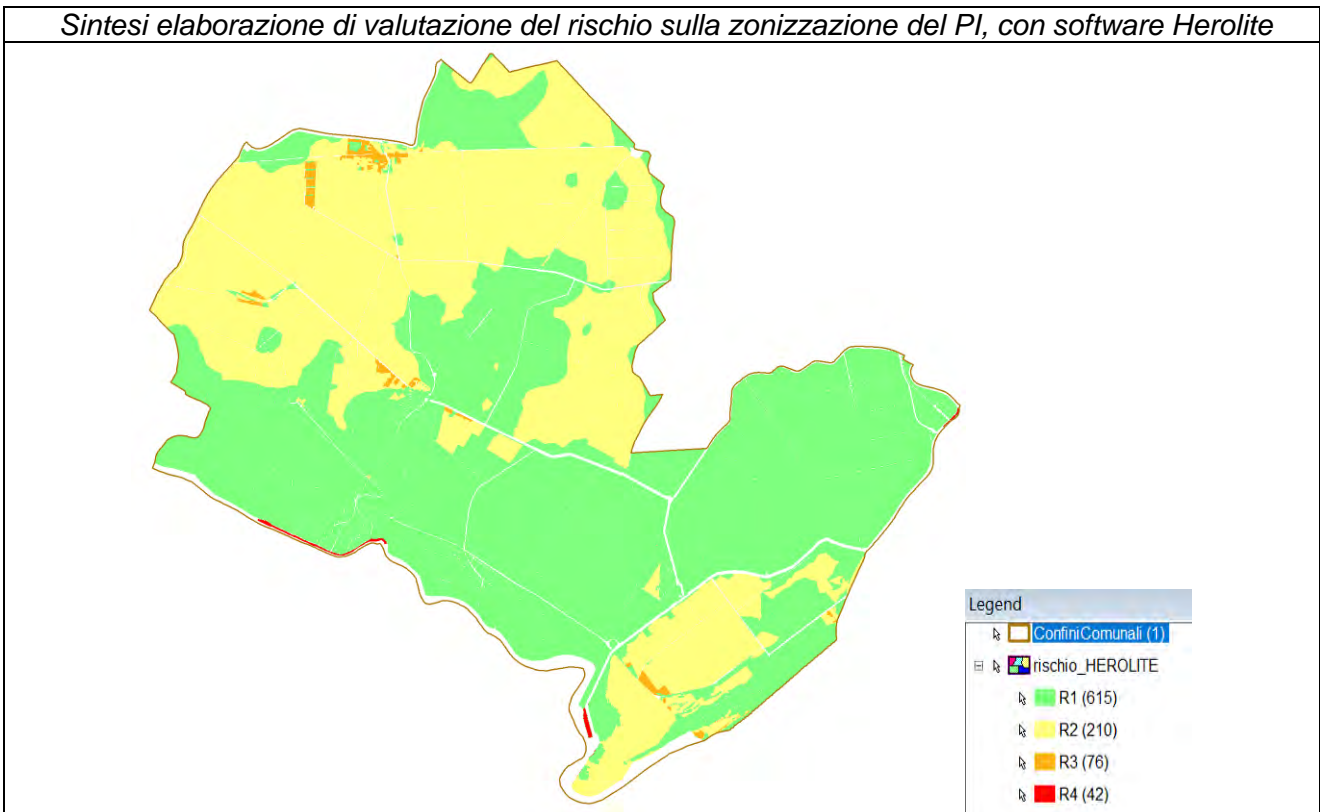 Sintesi elaborazione di valutazione del rischio sulla zonizzazione del PI, con software Herolite
Legend
ConfiniComunali (1)
rischio_HEROLITE
R1 (615)
R2 (210)
R3 (76)
R4 (42)